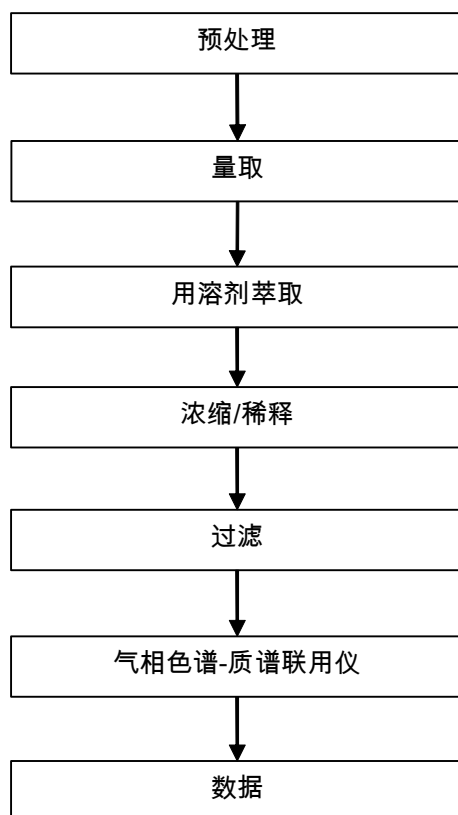 预处理
量取
用溶剂萃取
浓缩/稀释
过滤
气相色谱-质谱联用仪
数据